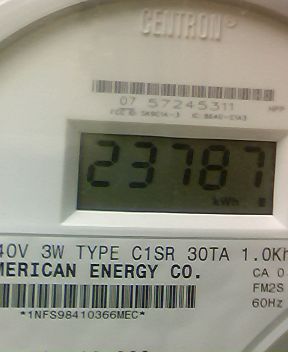 CENTRON
07 57245311
23787
kWh
40V 3W TYPE C1SR 30TA 1.0Kh
MERICAN ENERGY CO.
CA 0
FM2S
60Hz
*1NFS98410366MEC*